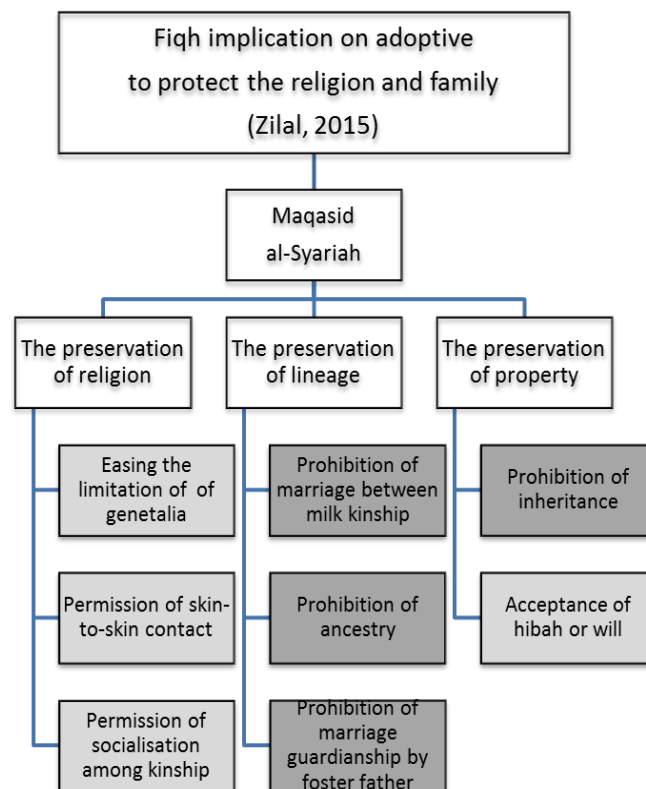 Fiqh implication on adoptive
to protect the religion and family
(Zilal, 2015)
Maqasid
al-Syariah
The preservation
of religion
The preservation
of lineage
The preservation
of property
Easing the
limitation of of
genetalia
Prohibition of
marriage between
milk kinship
Prohibition of
inheritance
Permission of skin-
to-skin contact
Prohibition of
ancestry
Acceptance of
hibah or will
Permission of
socialisation
among kinship
Prohibition of
marriage
guardianship by
foster father